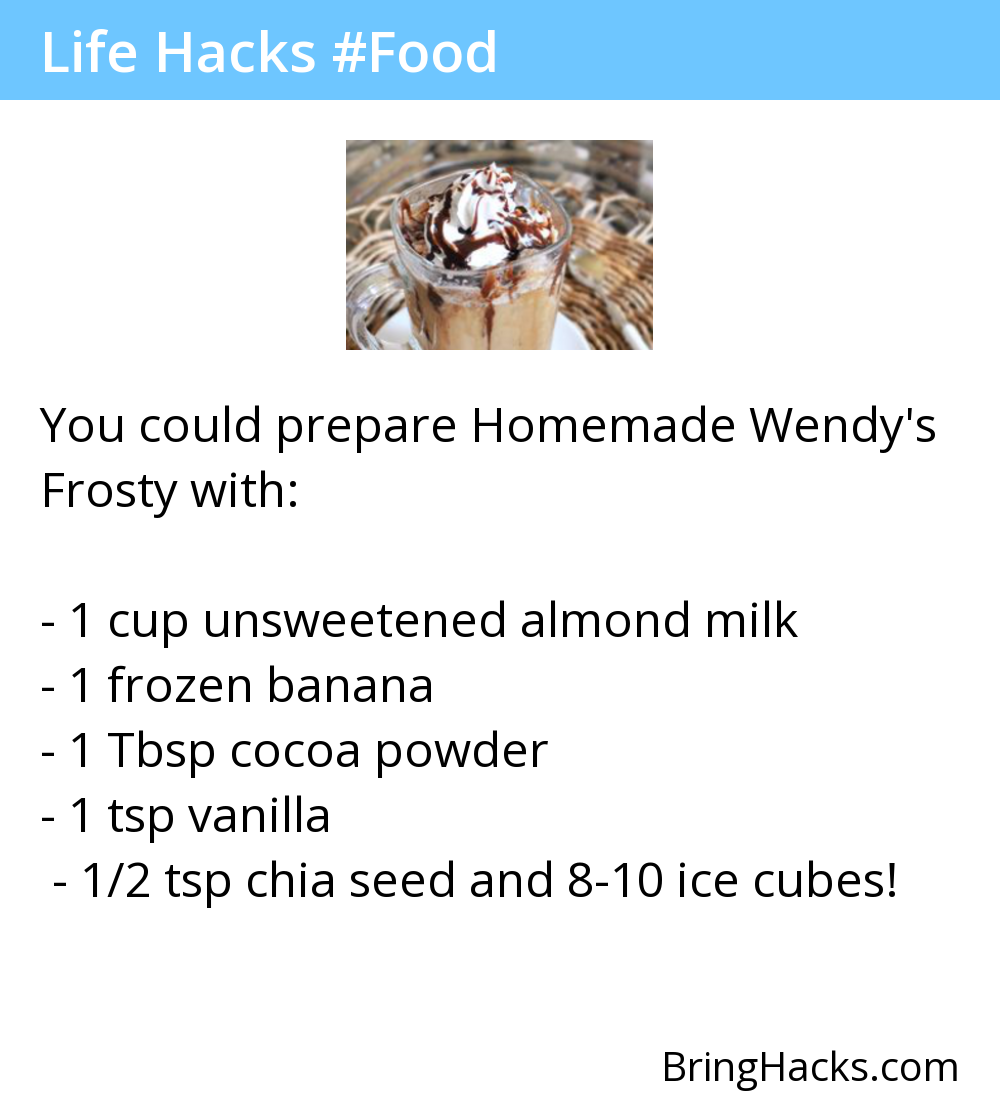 Life Hacks #Food
You could prepare Homemade Wendy's
Frosty with:
- 1 cup unsweetened almond milk
- 1 frozen banana
- 1 Tbsp cocoa powder
- 1 tsp vanilla
- 1/2 tsp chia seed and 8-10 ice cubes!
BringHacks.com